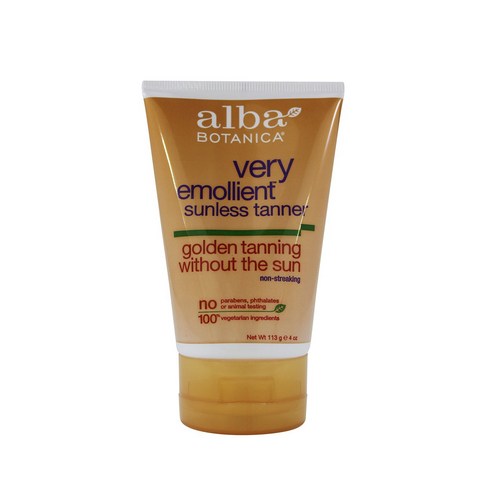 alba
BOTANICA®
very
emollient
sunless tanner
golden tanning
without the sun
non-streaking
no parabens, phthalates
or animal testing
100% vegetarian ingredients
Net Wt 113 g e 4 oz